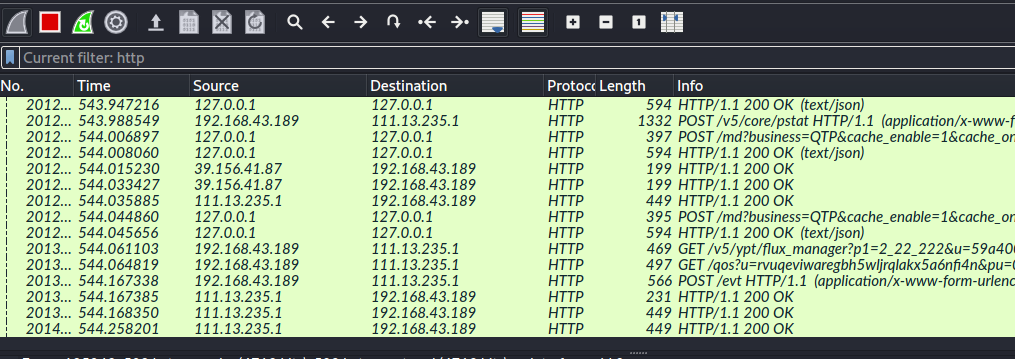 1
Current filter: http
No. Time Source Destination Protoco Length Info
2012... 543.947216 127.0.0.1 127.0.0.1 HTTP 594 HTTP/1.1 200 OK (text/json)
2012... 543.988549 192.168.43.189 111.13.235.1 HTTP 1332 POST /v5/core/pstat HTTP/1.1 (application/x-www-f
2012... 544.006897 127.0.0.1 127.0.0.1 HTTP 397 POST /md?business=QTP&cache_enable=1&cache_on
2012... 544.008060 127.0.0.1 127.0.0.1 HTTP 594 HTTP/1.1 200 OK (text/json)
2012... 544.015230 39.156.41.87 192.168.43.189 HTTP 199 HTTP/1.1 200 OK
2012... 544.033427 39.156.41.87 192.168.43.189 HTTP 199 HTTP/1.1 200 OK
2012... 544.035885 111.13.235.1 192.168.43.189 HTTP 449 HTTP/1.1 200 OK
2012... 544.044860 127.0.0.1 127.0.0.1 HTTP 395 POST /md?business=QTP&cache_enable=1&cache_on
2012... 544.045656 127.0.0.1 127.0.0.1 HTTP 594 HTTP/1.1 200 OK (text/json)
2013... 544.061103 192.168.43.189 111.13.235.1 HTTP 469 GET /v5/ypt/flux_manager?p1=2_22_222&u=59a400
2013... 544.064819 192.168.43.189 111.13.235.1 HTTP 497 GET /qos?u=rvuqeviwaregbh5wljrqlakx5a6nfi4n&pu=0
2013... 544.167338 192.168.43.189 111.13.235.1 HTTP 566 POST /evt HTTP/1.1 (application/x-www-form-urlenc
2013... 544.167385 111.13.235.1 192.168.43.189 HTTP 231 HTTP/1.1 200 OK
2013... 544.168350 111.13.235.1 192.168.43.189 HTTP 449 HTTP/1.1 200 OK
2014... 544.258201 111.13.235.1 192.168.43.189 HTTP 449 HTTP/1.1 200 OK